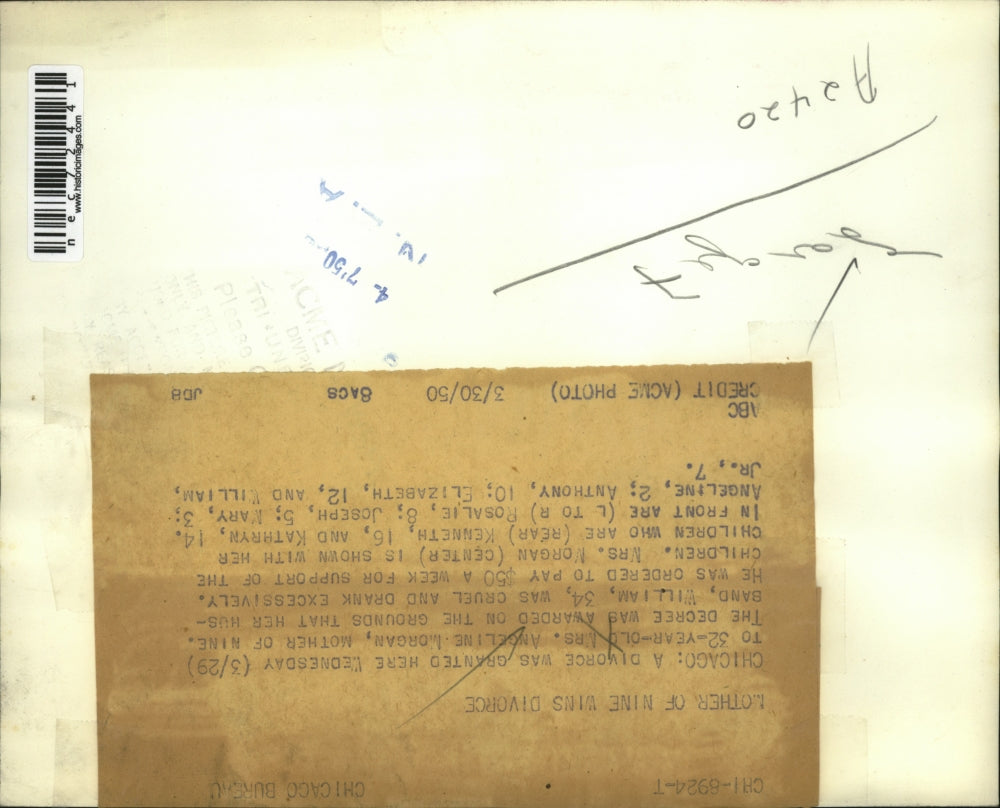 CHI-8924-T CHICAGO BUREAU
MOTHER OF NINE WINS DIVORCE
CHICAGO: A DIVORCE WAS GRANTED HERE WEDNESDAY (3/29)
TO 32-YEAR-OLD MRS. ANGELINE MORGAN, MOTHER OF NINE.
THE DEGREE WAS AWARDED ON THE GROUNDS THAT HER HUS-
BAND, WILLIAM, 34, WAS CRUEL AND DRANK EXCESSIVELY.
HE WAS ORDERED TO PAY $50 A WEEK FOR SUPPORT OF THE
CHILDREN. MRS. MORGAN (CENTER) IS SHOWN WITH HER
CHILDREN WHO ARE (REAR) KENNETH, 16, AND KATHRYN, 14.
IN FRONT ARE (L TO R) ROSALIE, 8; JOSEPH, 5; MARY, 3;
ANGELINE, 2; ANTHONY, 10; ELIZABETH, 12, AND WILLIAM,
JR., 7.
ABC
CREDIT (ACME PHOTO) 3/30/50 8ACS JDB
A2420
nec72441
www.historicimages.com
ACME